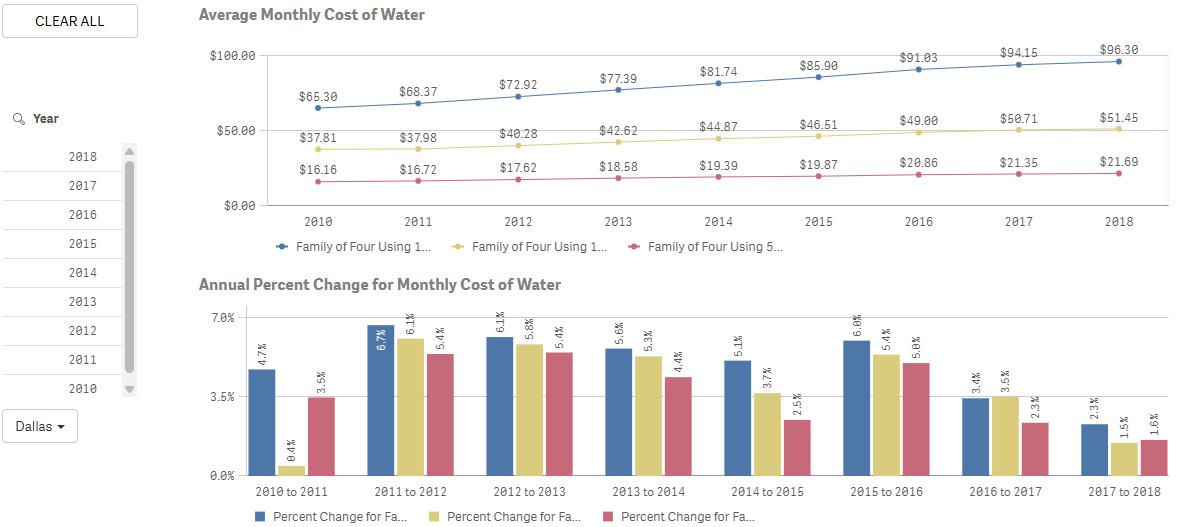 CLEAR ALL
Average Monthly Cost of Water
$100.00
$50.00
$0.00
$65.30 $68.37 $72.92 $77.39 $81.74 $85.90 $91.03 $94.15 $96.30
$37.81 $37.98 $40.28 $42.62 $44.87 $46.51 $49.00 $50.71 $51.45
$16.16 $16.72 $17.62 $18.58 $19.39 $19.87 $20.86 $21.35 $21.69
2010 2011 2012 2013 2014 2015 2016 2017 2018
Family of Four Using 1... Family of Four Using 1... Family of Four Using 5...
Year
2018
2017
2016
2015
2014
2013
2012
2011
2010
Dallas
Annual Percent Change for Monthly Cost of Water
7.0%
3.5%
0.0%
4.7% 0.4% 3.5% 6.7% 6.1% 5.4% 6.1% 5.8% 5.4% 5.6% 5.3% 4.4% 5.1% 3.7% 2.5% 6.0% 5.4% 5.0% 3.4% 3.5% 2.3% 2.3% 1.5% 1.6%
2010 to 2011 2011 to 2012 2012 to 2013 2013 to 2014 2014 to 2015 2015 to 2016 2016 to 2017 2017 to 2018
Percent Change for Fa... Percent Change for Fa... Percent Change for Fa...